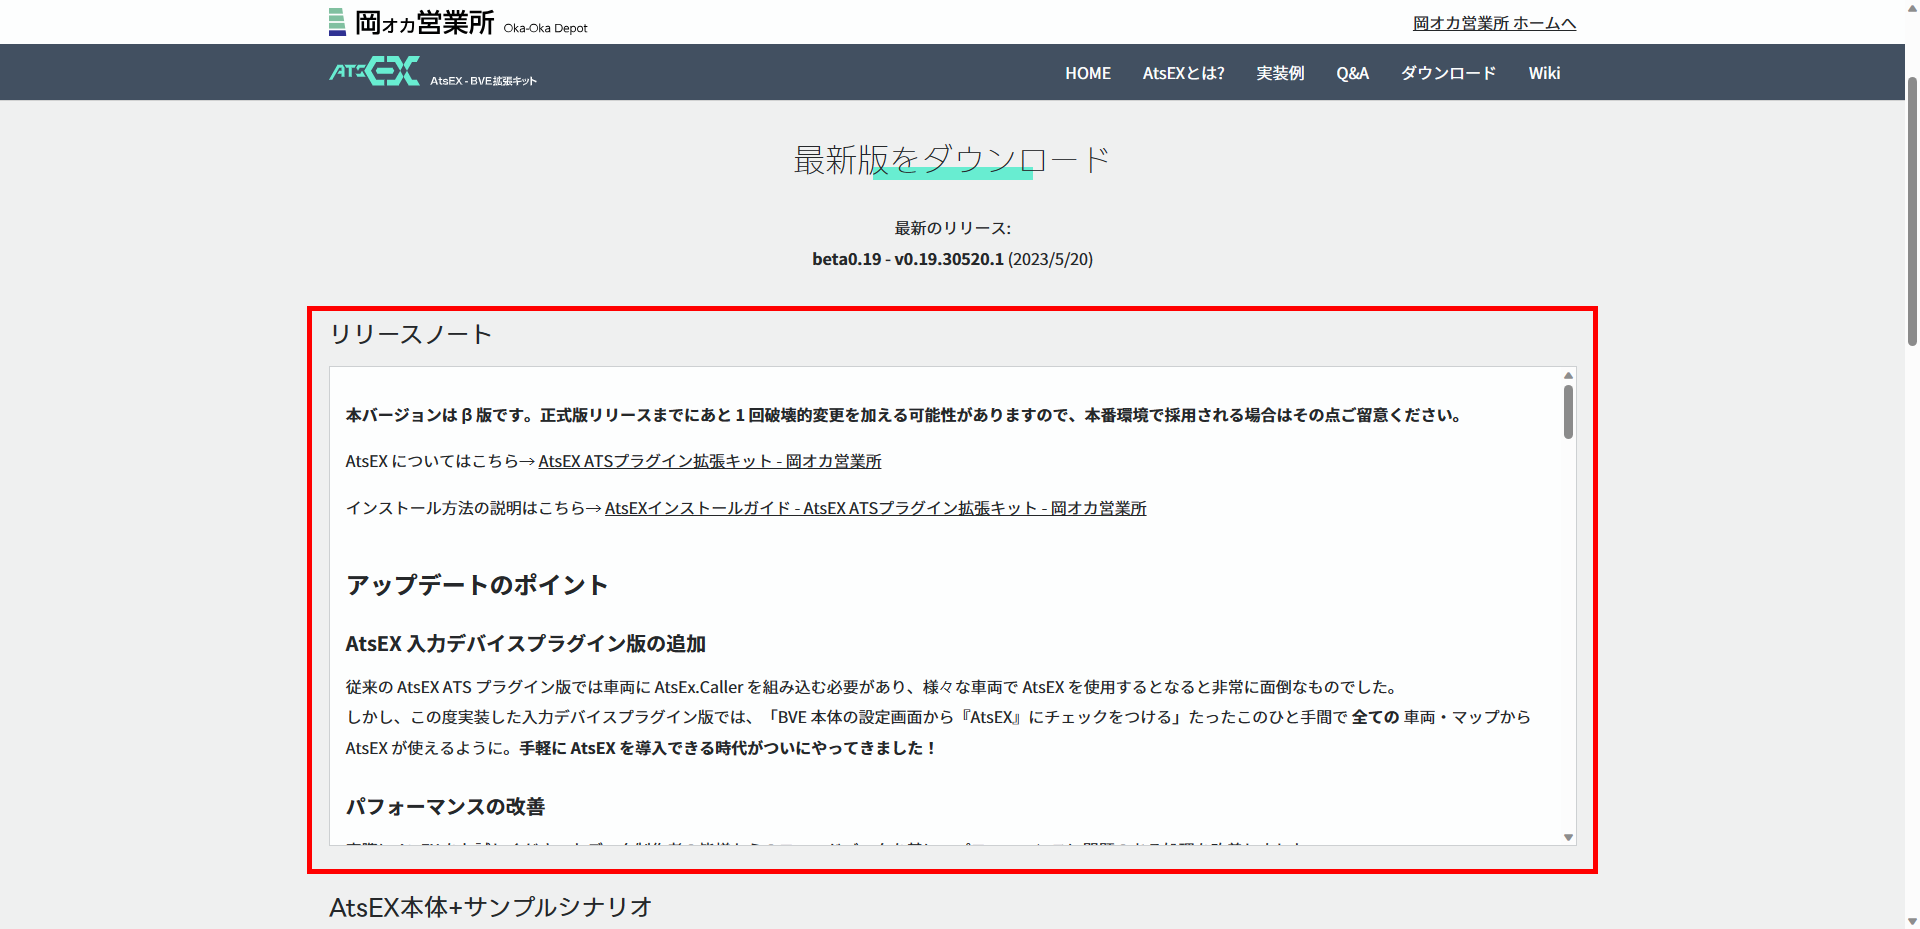 岡オカ営業所 Oka-Oka Depot
岡オカ営業所 ホームへ
ATSEX AtsEX - BVE拡張キット
HOME AtsEXとは? 実装例 Q&A ダウンロード Wiki
最新版をダウンロード
最新のリリース:
beta0.19 - v0.19.30520.1 (2023/5/20)
リリースノート
本バージョンは β 版です。正式版リリースまでにあと 1 回破壊的変更を加える可能性がありますので、本番環境で採用される場合はその点ご留意ください。
AtsEX についてはこちら→ AtsEX ATSプラグイン拡張キット - 岡オカ営業所
インストール方法の説明はこちら→ AtsEXインストールガイド - AtsEX ATSプラグイン拡張キット - 岡オカ営業所
アップデートのポイント
AtsEX 入力デバイスプラグイン版の追加
従来の AtsEX ATS プラグイン版では車両に AtsEx.Caller を組み込む必要があり、様々な車両で AtsEX を使用するとなると非常に面倒なものでした。
しかし、この度実装した入力デバイスプラグイン版では、「BVE 本体の設定画面から『AtsEX』にチェックをつける」たったこのひと手間で 全ての 車両・マップから
AtsEX が使えるように。手軽に AtsEX を導入できる時代がついにやってきました！
パフォーマンスの改善
AtsEX本体+サンプルシナリオ